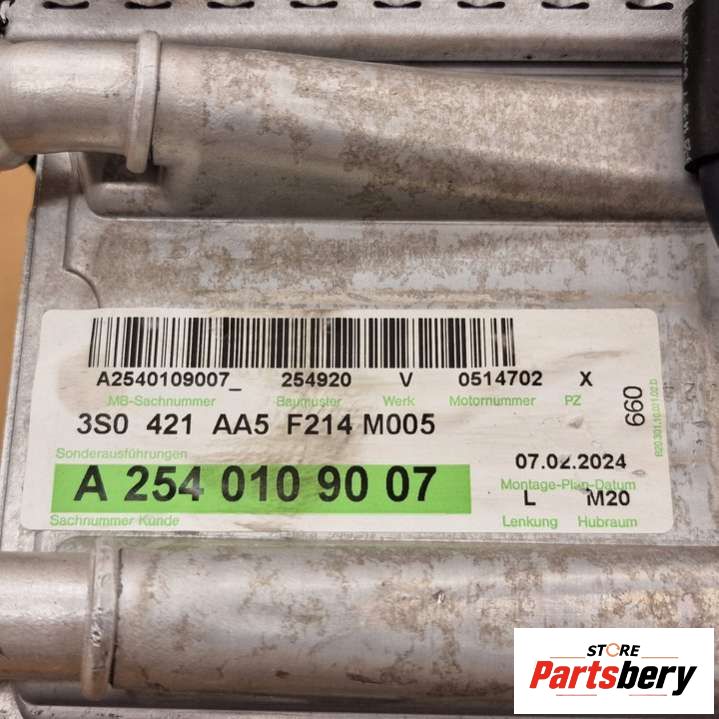 A2540109007_ 254920 V 0514702 X
MB-Sachnummer Baumuster Werk Motornummer PZ
3S0 421 AA5 F214 M005
660
Sonderausführungen
07.02.2024
A 254 010 90 07
Montage-Plan-Datum
L M20
Sachnummer Kunde
Lenkung Hubraum
STORE
Partsbery